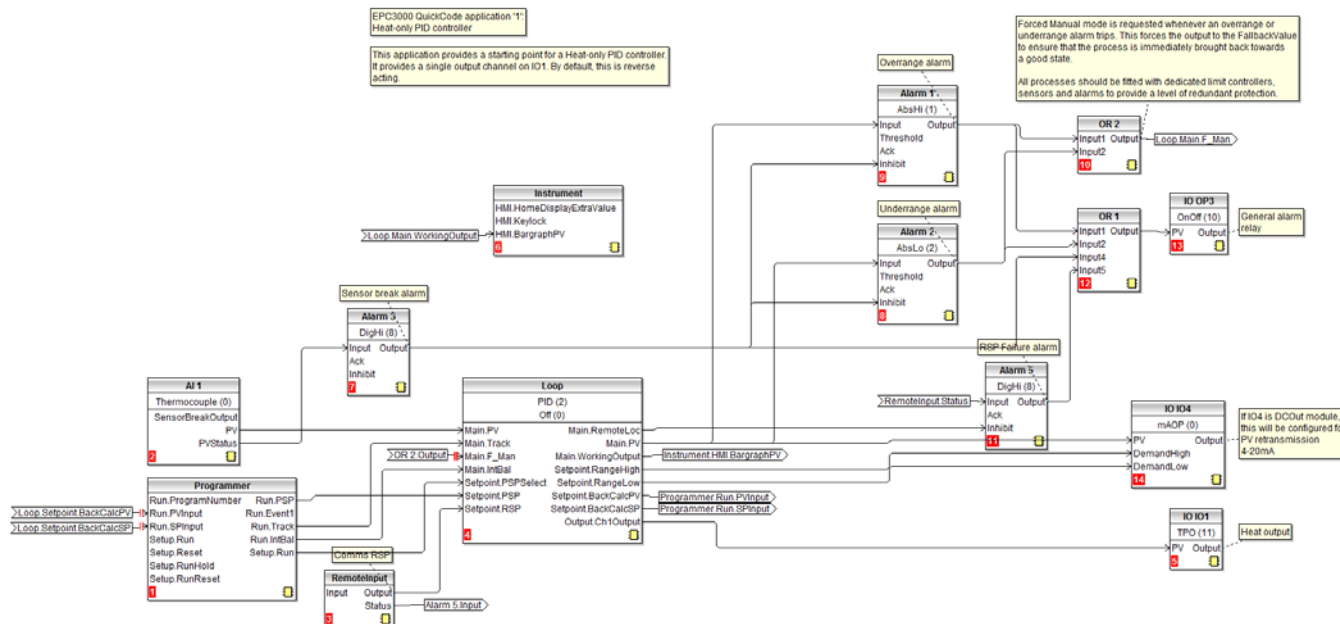 EPC3000 QuickCode application '1':
Heat-only PID controller
This application provides a starting point for a Heat-only PID controller.
It provides a single output channel on IO1. By default, this is reverse
acting.
Forced Manual mode is requested whenever an overrange or
underrange alarm trips. This forces the output to the FallbackValue
to ensure that the process is immediately brought back towards
a good state.
All processes should be fitted with dedicated limit controllers,
sensors and alarms to provide a level of redundant protection.
Overrange alarm
Alarm 1
AbsHi (1)
Input Output
Threshold
Ack
Inhibit
9
OR 2
Input1 Output
Input2
10
Loop.Main.F_Man
Instrument
HMI.HomeDisplayExtraValue
HMI.Keylock
HMI.BargraphPV
6
Loop.Main.WorkingOutput
Underrange alarm
Alarm 2
AbsLo (2)
Input Output
Threshold
Ack
Inhibit
8
OR 1
Input1 Output
Input2
Input4
Input5
12
IO OP3
OnOff (10)
PV Output
13
General alarm
relay
Sensor break alarm
Alarm 3
DigHi (8)
Input Output
Ack
Inhibit
7
RSP Failure alarm
Alarm 5
DigHi (8)
Input Output
Ack
Inhibit
11
RemoteInput.Status
AI 1
Thermocouple (0)
SensorBreakOutput
PV
PVStatus
2
Loop
PID (2)
Off (0)
Main.PV Main.RemoteLoc
Main.Track Main.PV
Main.F_Man Main.WorkingOutput
Main.IntBal Setpoint.RangeHigh
Setpoint.PSPSelect Setpoint.RangeLow
Setpoint.PSP Setpoint.BackCalcPV
Setpoint.RSP Setpoint.BackCalcSP
Output.Ch1Output
4
OR 2.Output
Instrument.HMI.BargraphPV
Programmer.Run.PVInput
Programmer.Run.SPInput
IO IO4
mAOP (0)
PV Output
DemandHigh
DemandLow
14
If IO4 is DCOut module,
this will be configured for
PV retransmission
4-20mA
Programmer
Run.ProgramNumber Run.PSP
Run.PVInput Run.Event1
Run.SPInput Run.Track
Setup.Run Run.IntBal
Setup.Reset Setup.Run
Setup.RunHold
Setup.RunReset
1
Loop.Setpoint.BackCalcPV
Loop.Setpoint.BackCalcSP
IO IO1
TPO (11)
PV Output
5
Heat output
Comms RSP
RemoteInput
Input Output
Status
3
Alarm 5.Input